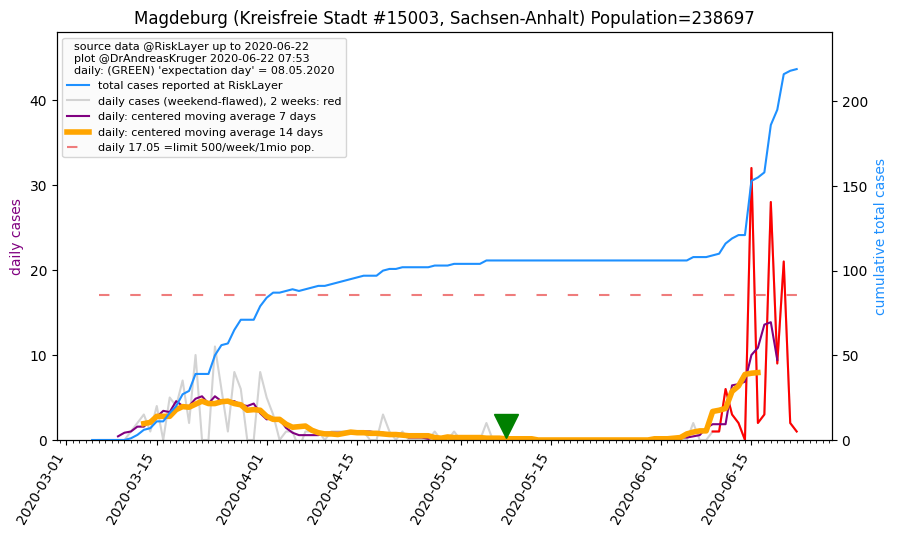 Magdeburg (Kreisfreie Stadt #15003, Sachsen-Anhalt) Population=238697
source data @RiskLayer up to 2020-06-22
plot @DrAndreasKruger 2020-06-22 07:53
daily: (GREEN) 'expectation day' = 08.05.2020
total cases reported at RiskLayer
daily cases (weekend-flawed), 2 weeks: red
daily: centered moving average 7 days
daily: centered moving average 14 days
daily 17.05 =limit 500/week/1mio pop.
daily cases
40
30
20
10
0
cumulative total cases
200
150
100
50
0
2020-03-01
2020-03-15
2020-04-01
2020-04-15
2020-05-01
2020-05-15
2020-06-01
2020-06-15